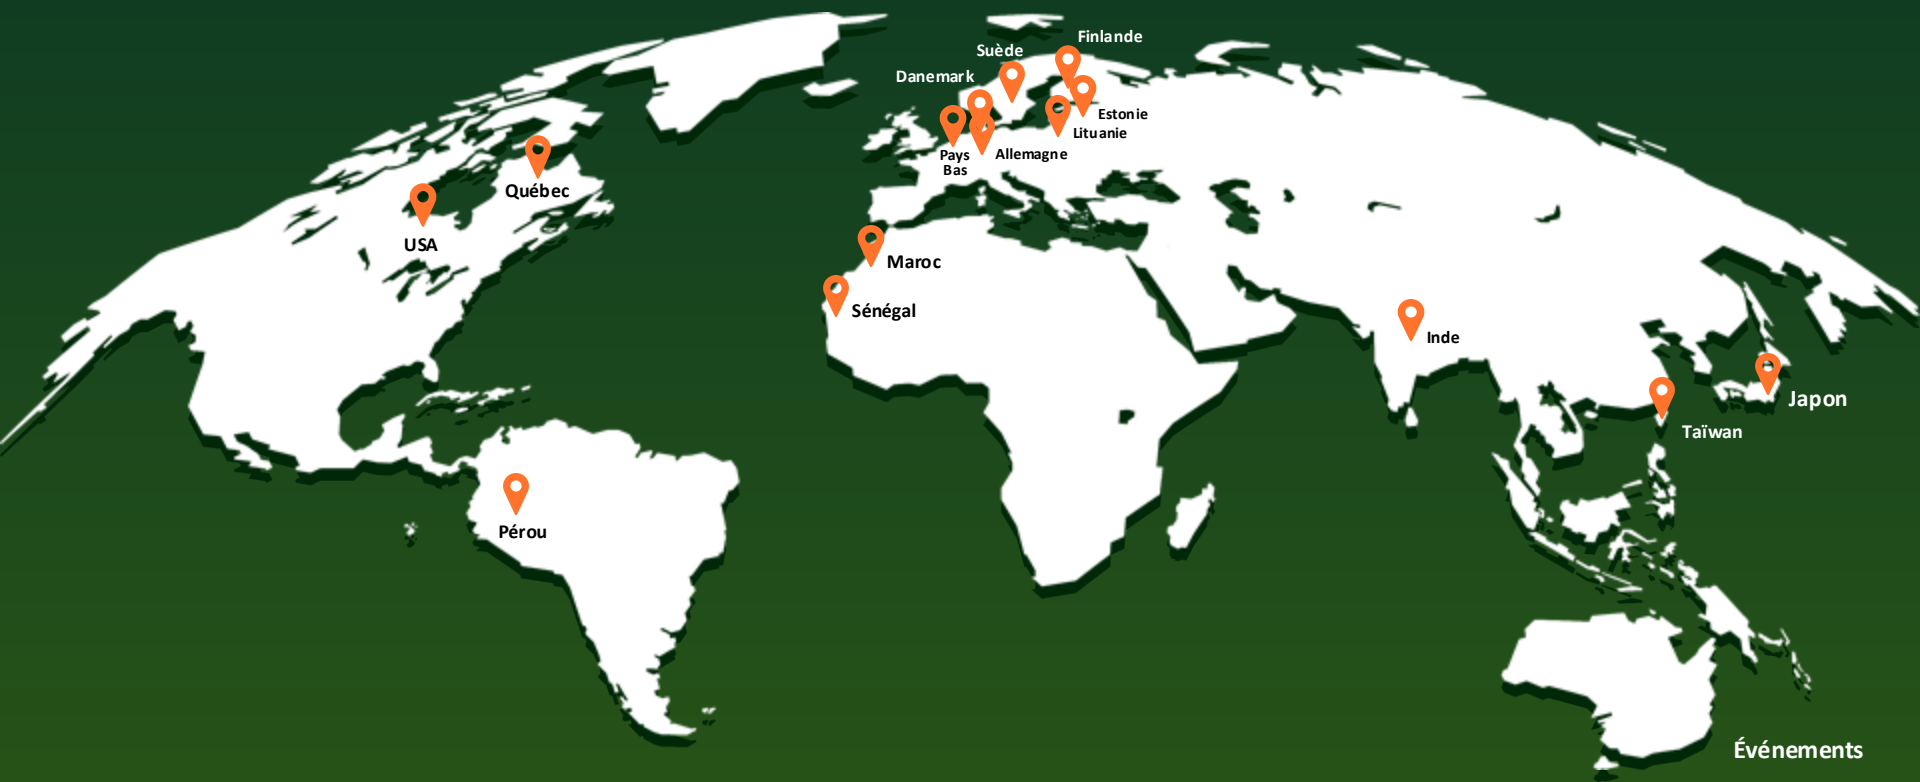 Finlande
Suède
Danemark
Estonie
Lituanie
Pays
Bas
Allemagne
Québec
USA
Maroc
Sénégal
Inde
Japon
Taïwan
Pérou
Événements